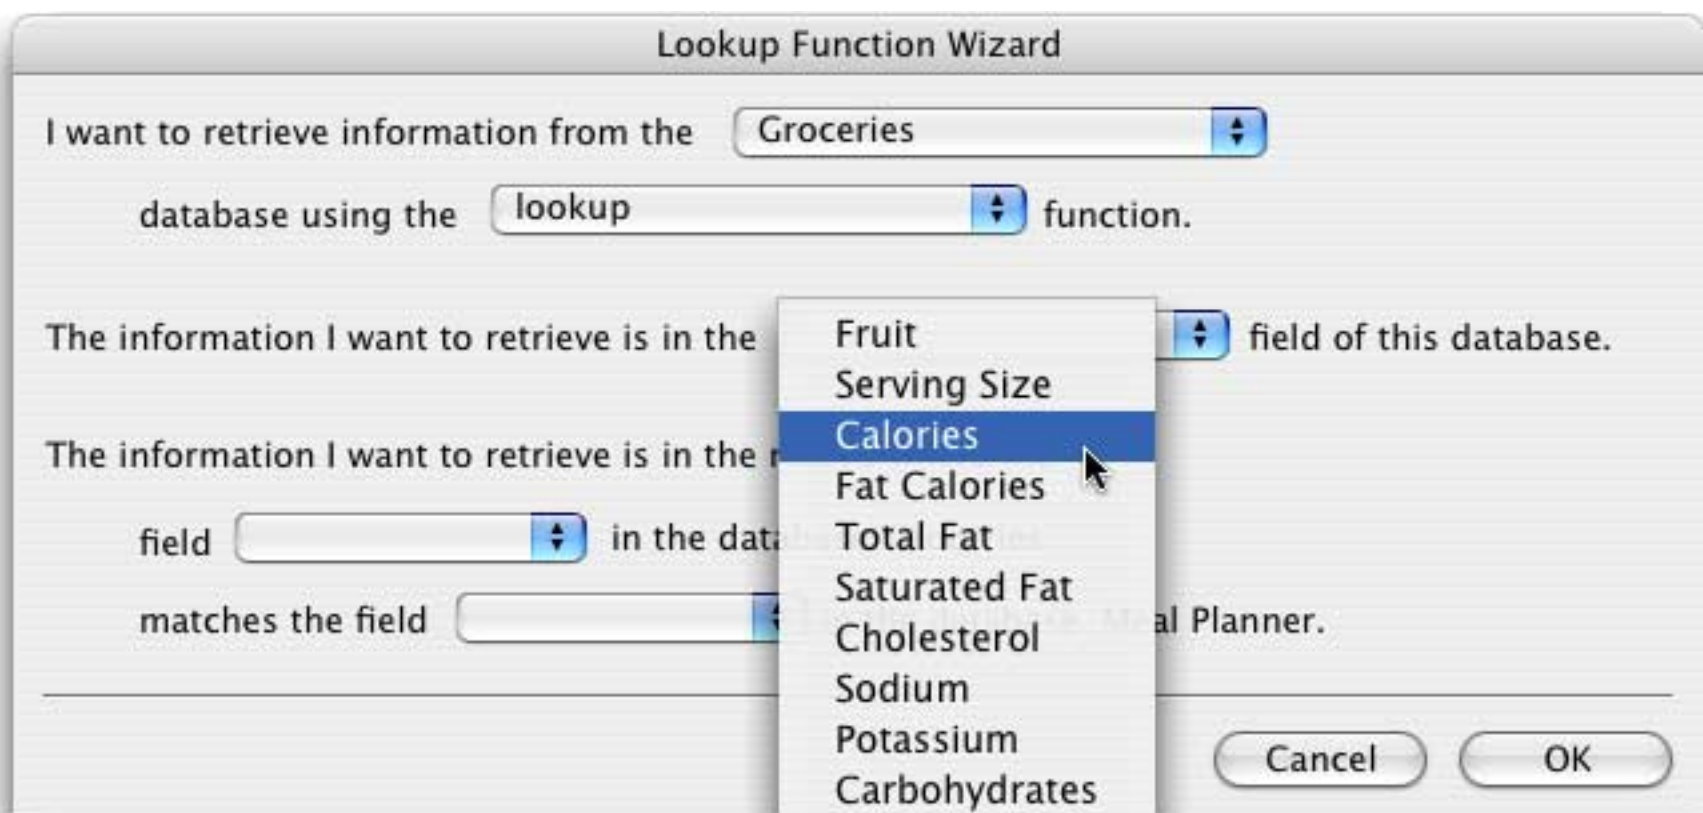 Lookup Function Wizard
I want to retrieve information from the Groceries
database using the lookup function.
The information I want to retrieve is in the field of this database.
Fruit
Serving Size
Calories
Fat Calories
Total Fat
Saturated Fat
Cholesterol
Sodium
Potassium
Carbohydrates
The information I want to retrieve is in the
field in the data
matches the field al Planner.
Cancel OK